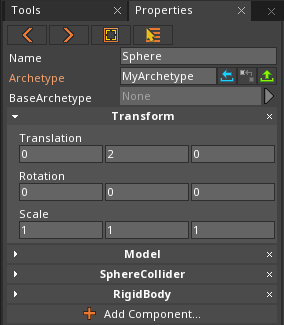 Tools Properties
Name Sphere
Archetype MyArchetype
BaseArchetype None
Transform
Translation
0 2 0
Rotation
0 0 0
Scale
1 1 1
Model
SphereCollider
RigidBody
Add Component...